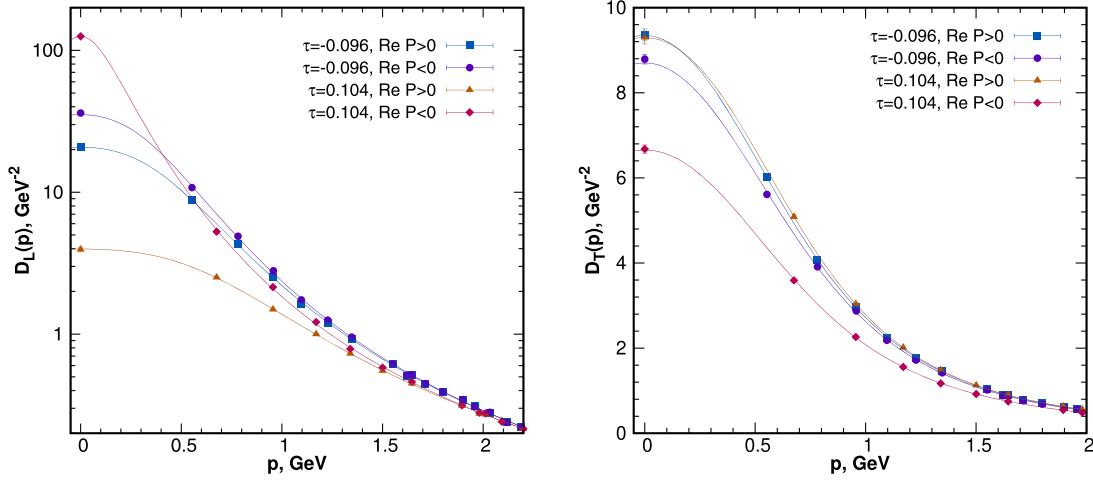 τ=-0.096, Re P>0
τ=-0.096, Re P<0
τ=0.104, Re P>0
τ=0.104, Re P<0
100
10
1
D_L(p), GeV^-2
0 0.5 1 1.5 2
p, GeV
τ=-0.096, Re P>0
τ=-0.096, Re P<0
τ=0.104, Re P>0
τ=0.104, Re P<0
10
8
6
4
2
0
D_T(p), GeV^-2
0 0.5 1 1.5 2
p, GeV